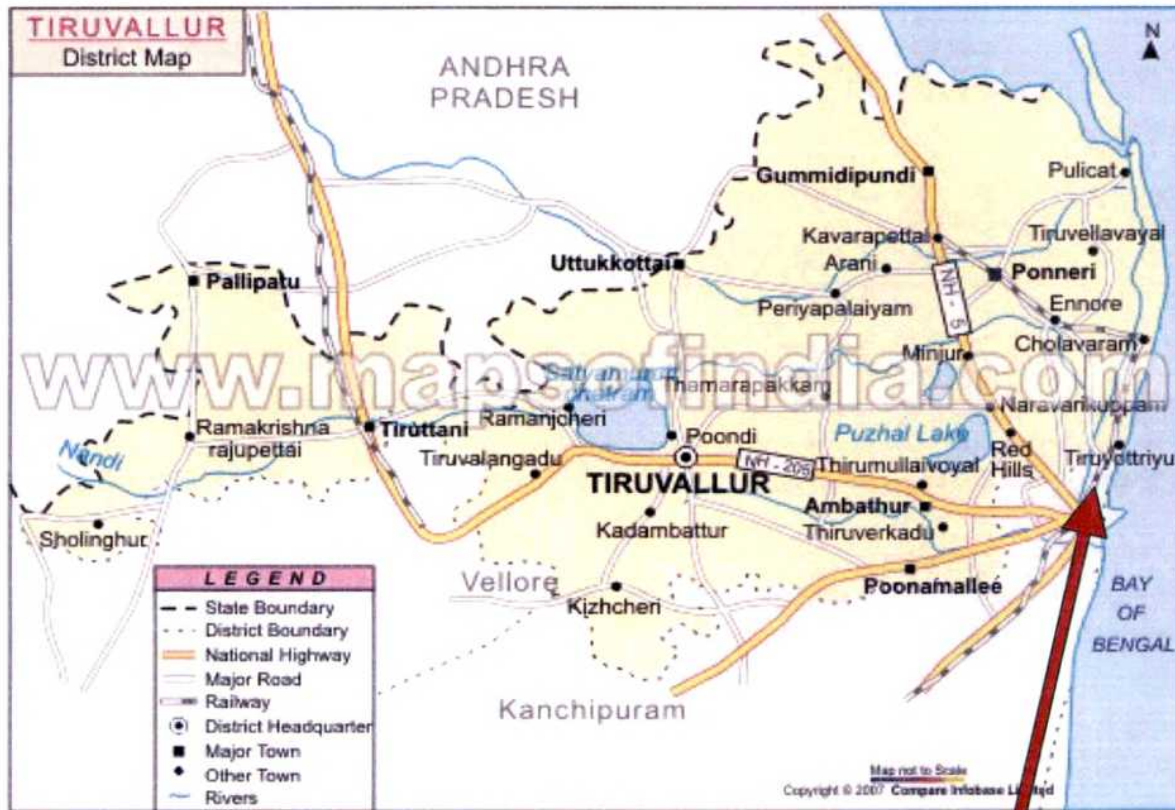 TIRUVALLUR
District Map
N
ANDHRA
PRADESH
Pulicat
Gummidipundi
Kavarapettai
Tiruvellavayal
Uttukkottai
Arani
Ponneri
Pallipatu
NH - 5
Periyapalaiyam
Ennore
Minjur
Cholavaram
www.mapsofindia.com
Satyamurti
Thamarapakkam
Ramanjcheri
Naravarikuppam
Ramakrishna
rajupettai
Tiruttani
Poondi
Puzhal Lake
Red
Hills
Nandi
Tiruvalangadu
NH - 205
Thirumullaivoyal
Tiruvottriyu
TIRUVALLUR
Ambathur
Kadambattur
Thiruverkadu
Sholinghur
Vellore
Poonamallee
Kizhcheri
BAY
OF
BENGAL
Kanchipuram
LEGEND
State Boundary
District Boundary
National Highway
Major Road
Railway
District Headquarter
Major Town
Other Town
Rivers
Map not to Scale
Copyright © 2007 Compare Infobase Limited